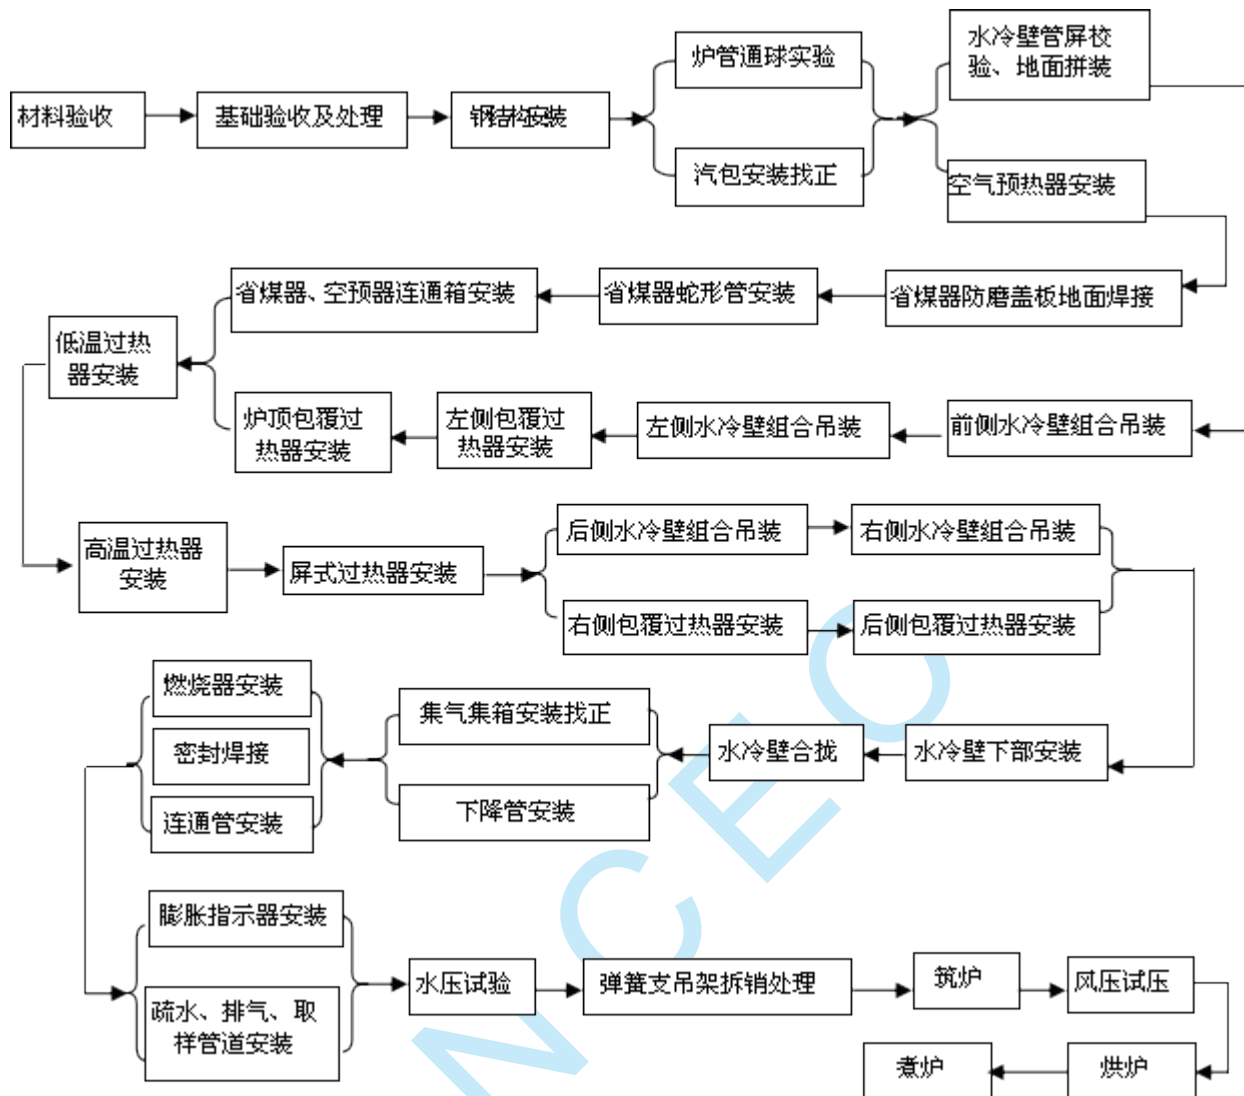 炉管通球实验
水冷壁管屏校
验、地面拼装
材料验收
基础验收及处理
钢结构安装
汽包安装找正
空气预热器安装
省煤器、空预器连通箱安装
省煤器蛇形管安装
省煤器防磨盖板地面焊接
低温过热
器安装
炉顶包覆过
热器安装
左侧包覆过
热器安装
左侧水冷壁组合吊装
前侧水冷壁组合吊装
高温过热器
安装
屏式过热器安装
后侧水冷壁组合吊装
右侧水冷壁组合吊装
右侧包覆过热器安装
后侧包覆过热器安装
燃烧器安装
密封焊接
连通管安装
集气集箱安装找正
下降管安装
水冷壁合拢
水冷壁下部安装
膨胀指示器安装
疏水、排气、取
样管道安装
水压试验
弹簧支吊架拆销处理
筑炉
风压试压
煮炉
烘炉
NCEC